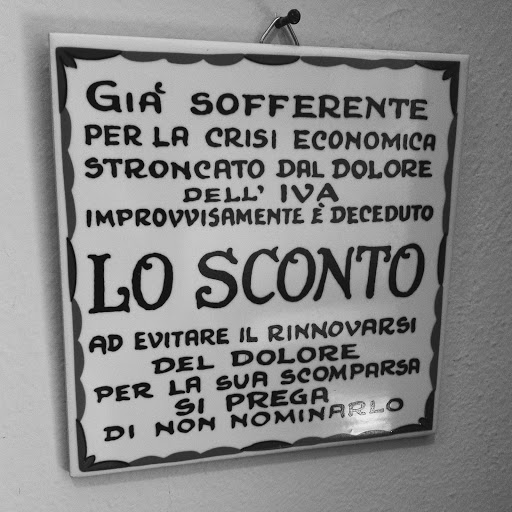 GIA' SOFFERENTE
PER LA CRISI ECONOMICA
STRONCATO DAL DOLORE
DELL' IVA
IMPROVVISAMENTE È DECEDUTO
LO SCONTO
AD EVITARE IL RINNOVARSI
DEL DOLORE
PER LA SUA SCOMPARSA
SI PREGA
DI NON NOMINARLO